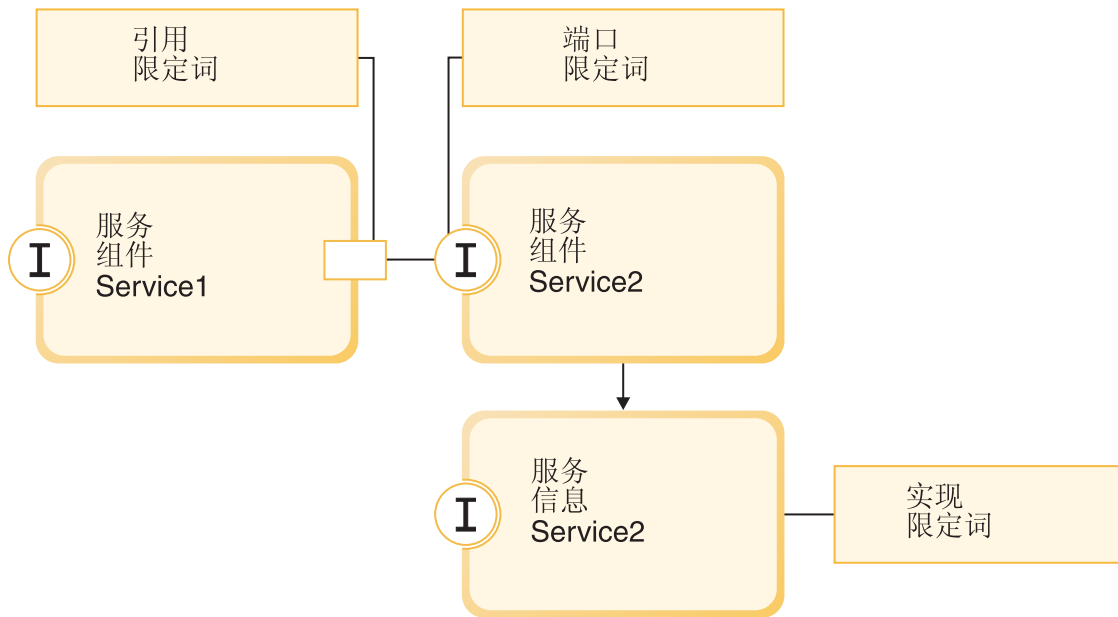 引用
限定词
端口
限定词
I
服务
组件
Service1
I
服务
组件
Service2
I
服务
信息
Service2
实现
限定词